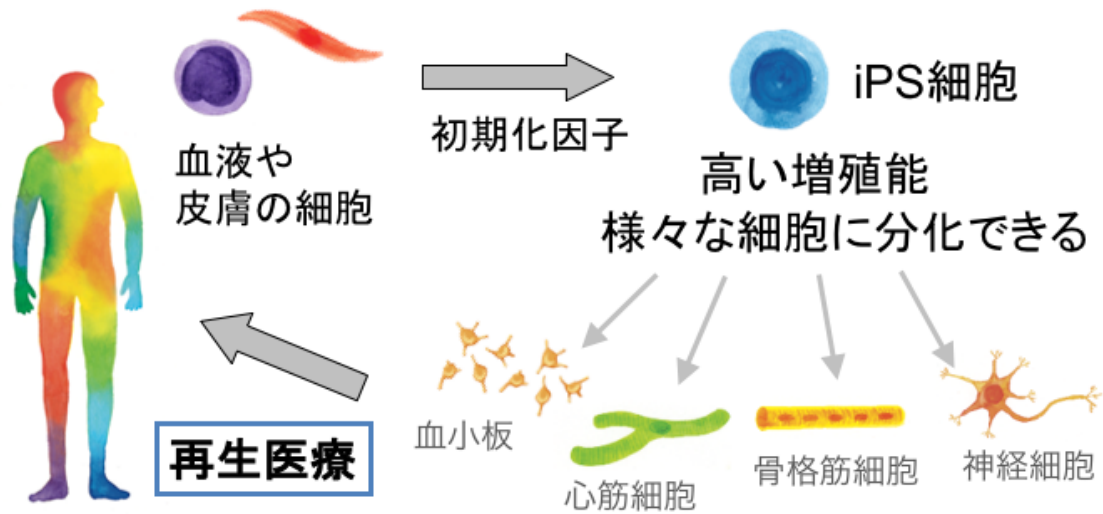 血液や
皮膚の細胞
初期化因子
iPS細胞
高い増殖能
様々な細胞に分化できる
血小板
心筋細胞
骨格筋細胞
神経細胞
再生医療